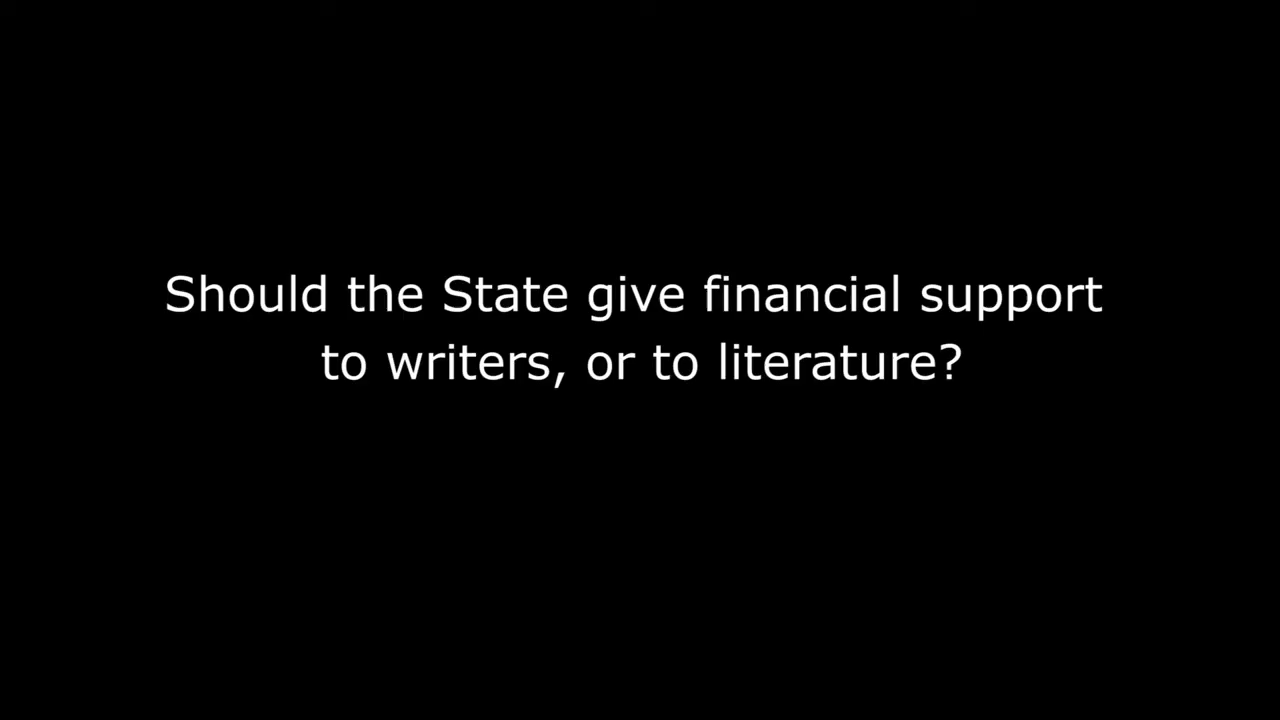 Should the State give financial support
to writers, or to literature?